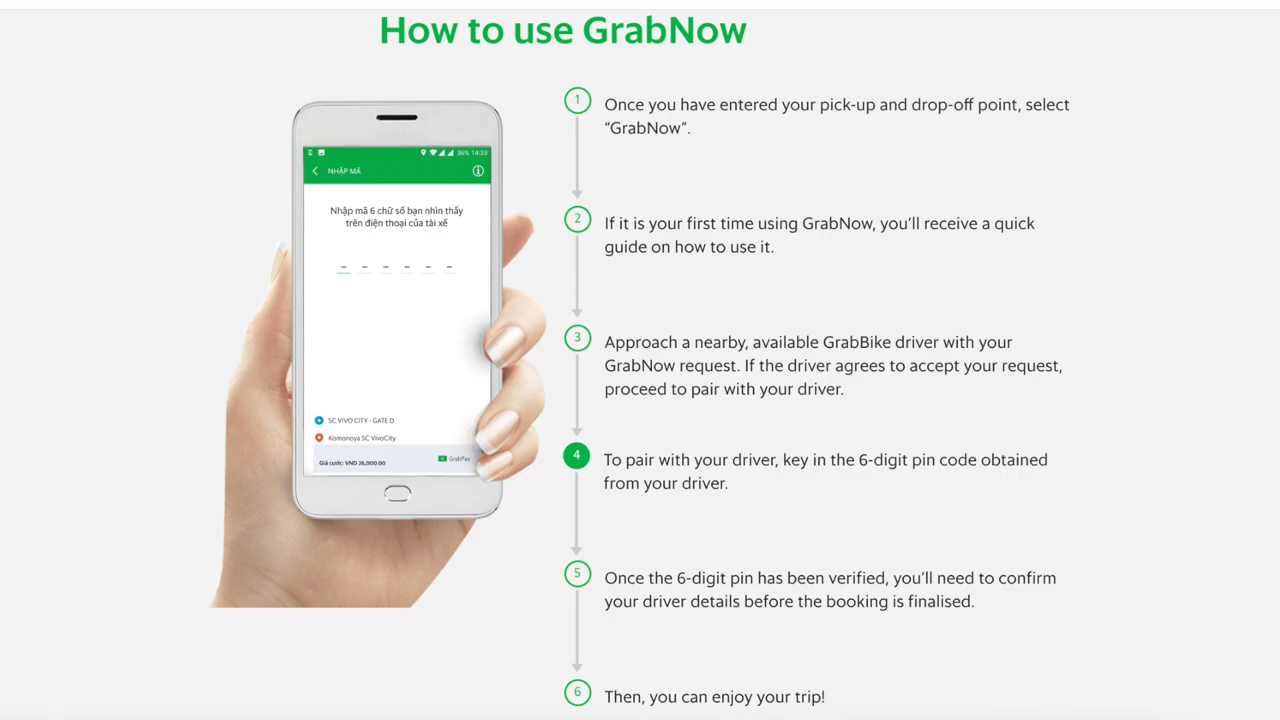 How to use GrabNow
36% 14:33
NHẬP MÃ
Nhập mã 6 chữ số bạn nhìn thấy
trên điện thoại của tài xế
SC VIVO CITY - GATE D
Komonoya SC VivoCity
Giá cước: VND 26,000.00
GrabPay
1
Once you have entered your pick-up and drop-off point, select
“GrabNow”.
2
If it is your first time using GrabNow, you’ll receive a quick
guide on how to use it.
3
Approach a nearby, available GrabBike driver with your
GrabNow request. If the driver agrees to accept your request,
proceed to pair with your driver.
4
To pair with your driver, key in the 6-digit pin code obtained
from your driver.
5
Once the 6-digit pin has been verified, you’ll need to confirm
your driver details before the booking is finalised.
6
Then, you can enjoy your trip!